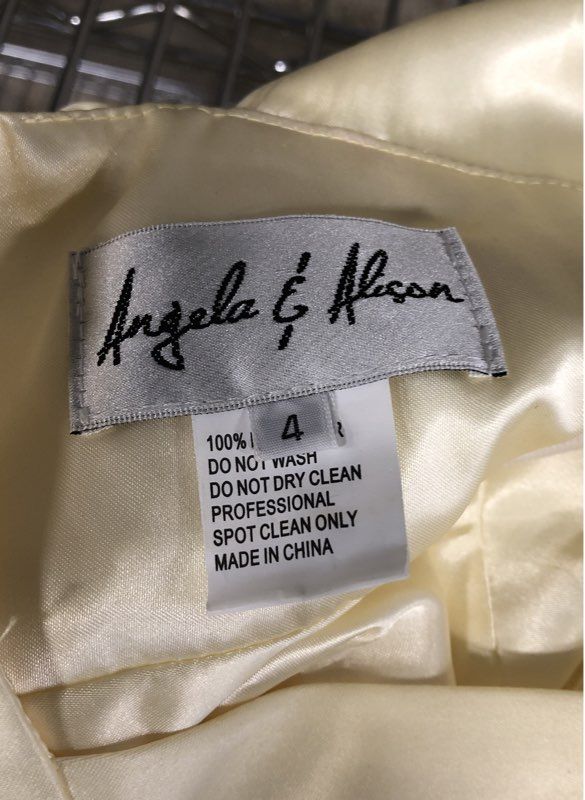 Angela & Alison
4
100%
DO NOT WASH
DO NOT DRY CLEAN
PROFESSIONAL
SPOT CLEAN ONLY
MADE IN CHINA